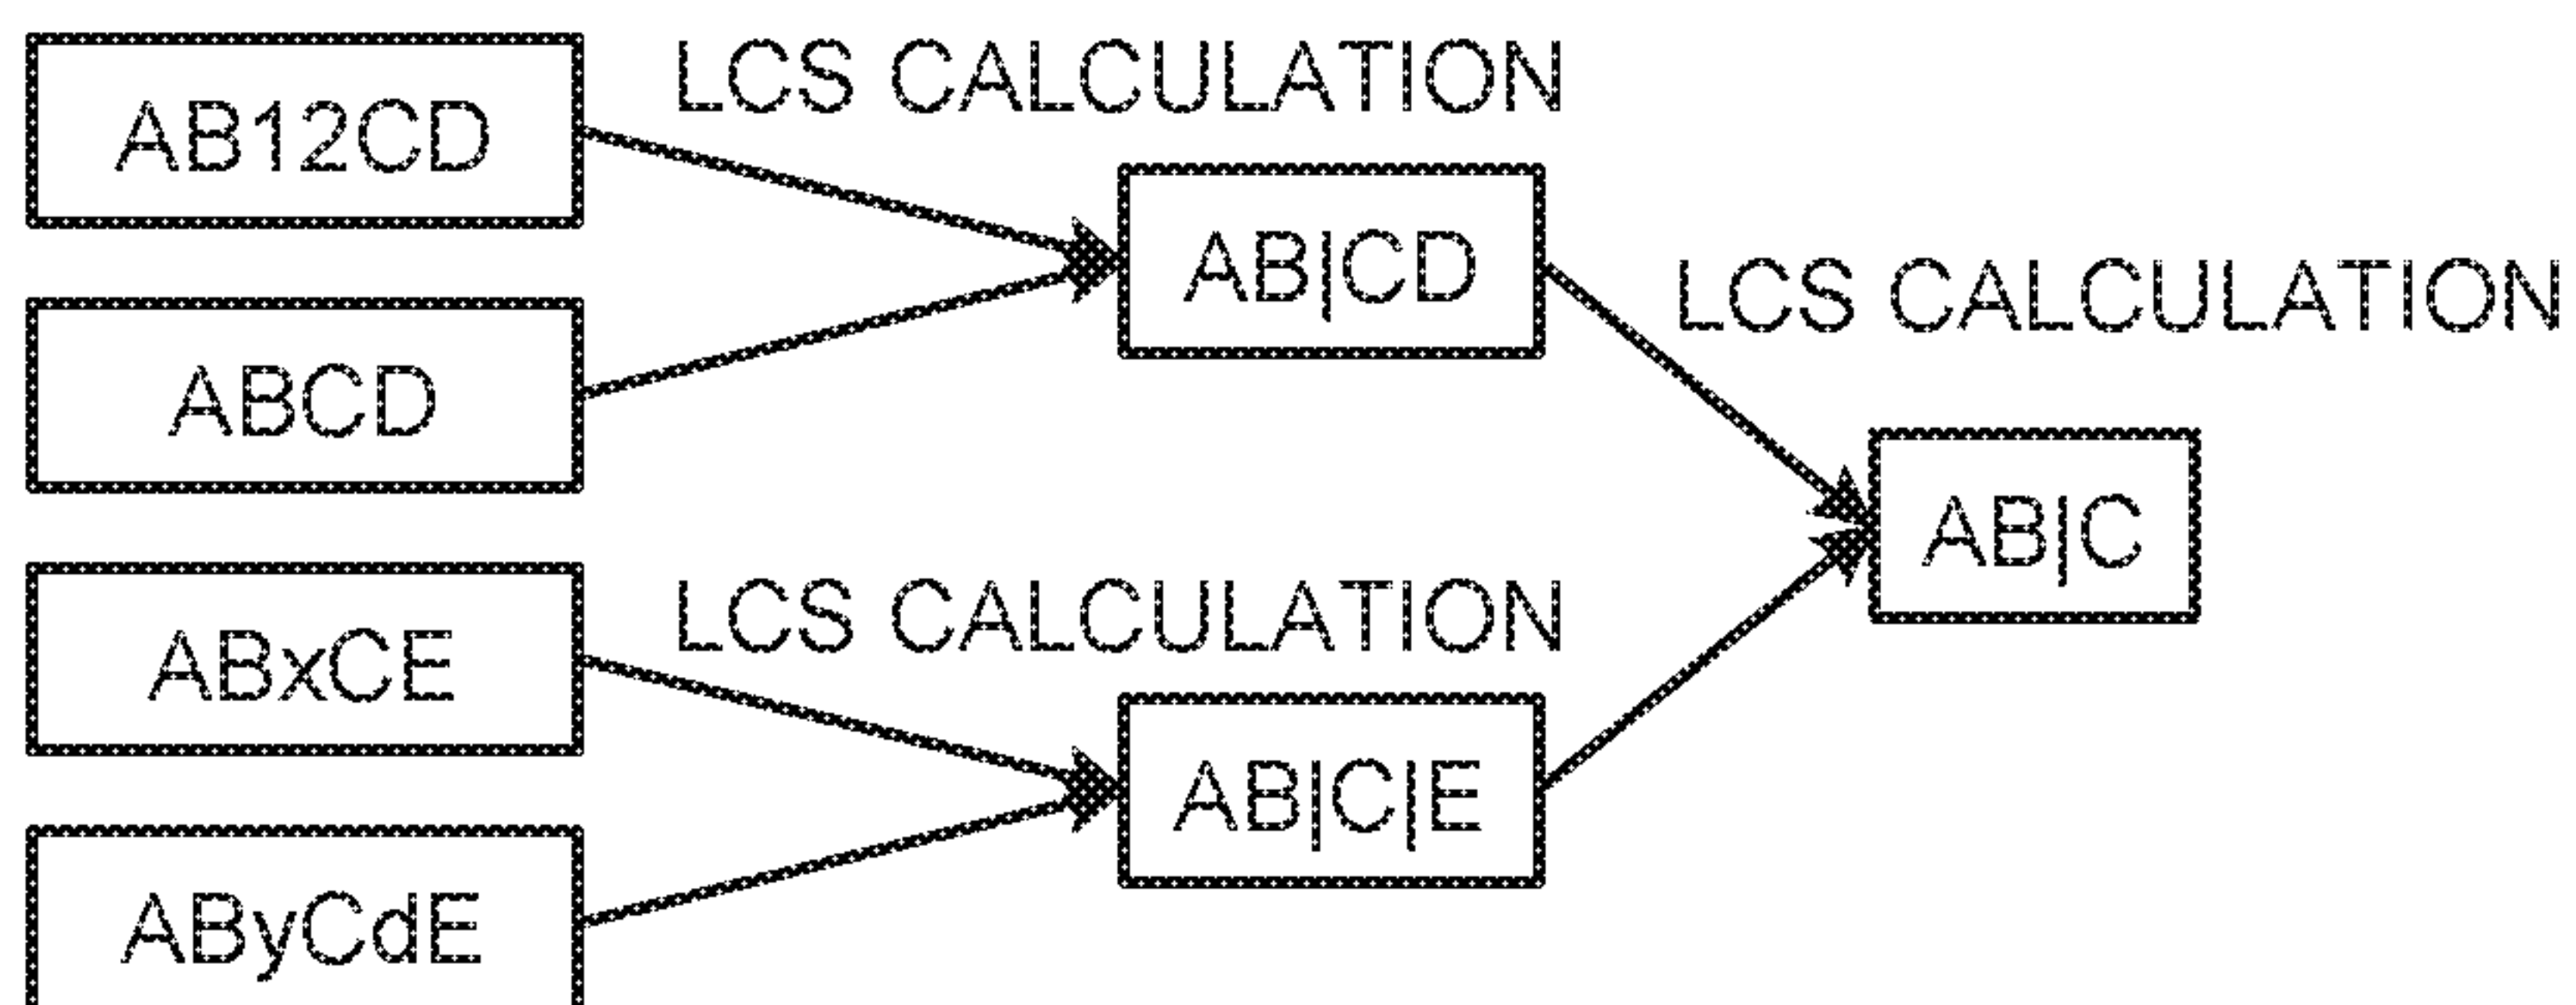 AB12CD
LCS CALCULATION
AB|CD
LCS CALCULATION
ABCD
AB|C
ABxCE
LCS CALCULATION
AB|C|E
AByCdE